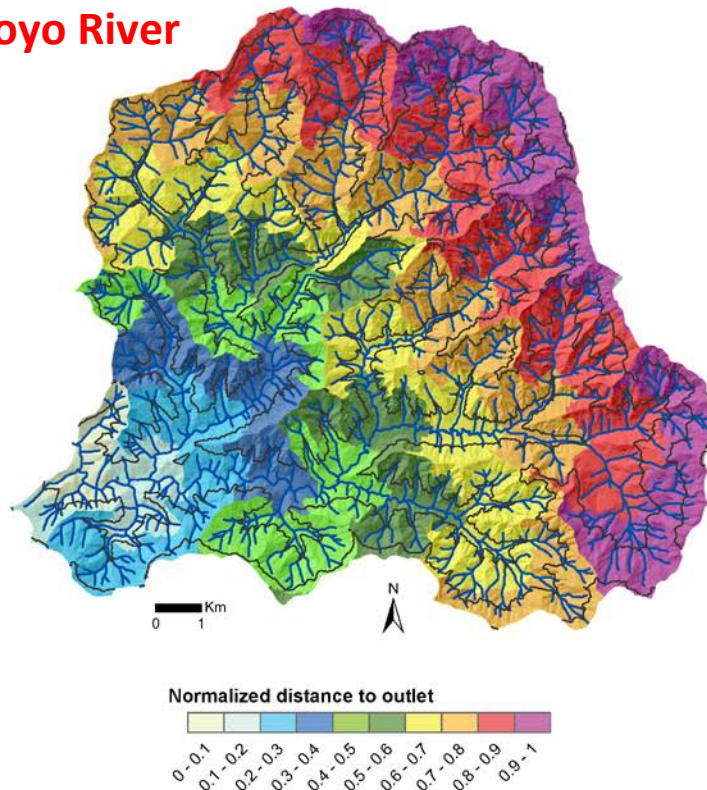 oyo River
N
Km
0 1
Normalized distance to outlet
0 - 0.1
0.1 - 0.2
0.2 - 0.3
0.3 - 0.4
0.4 - 0.5
0.5 - 0.6
0.6 - 0.7
0.7 - 0.8
0.8 - 0.9
0.9 - 1